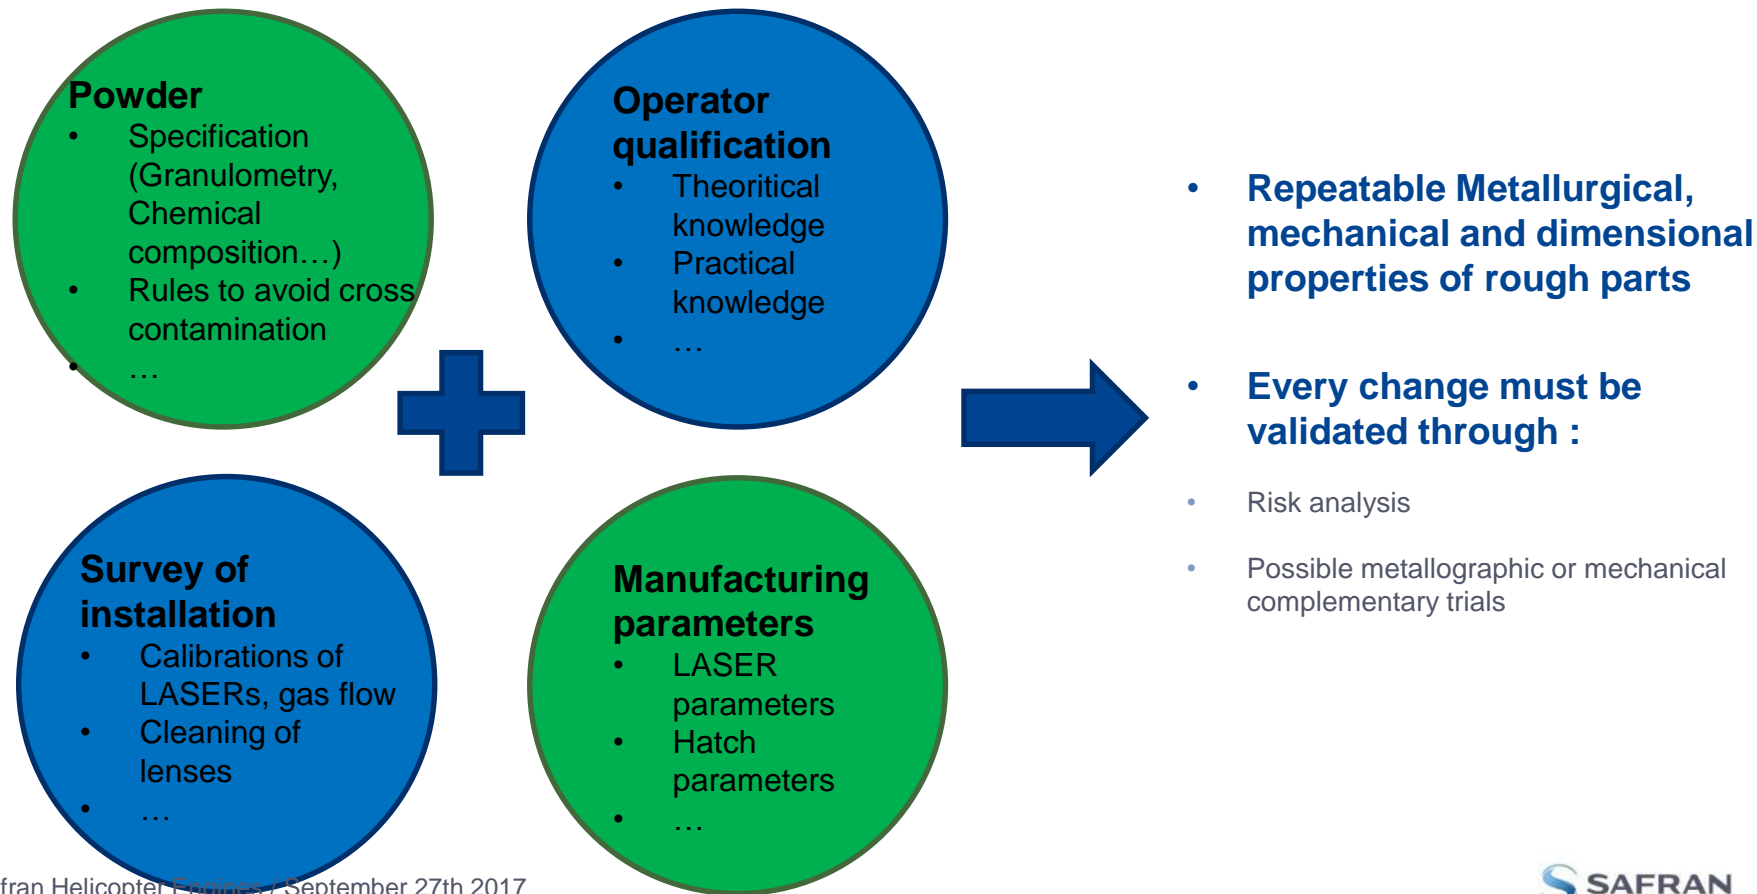 Powder
• Specification
(Granulometry,
Chemical
composition…)
• Rules to avoid cross
contamination
• …
Operator
qualification
• Theoritical
knowledge
• Practical
knowledge
• …
Survey of
installation
• Calibrations of
LASERs, gas flow
• Cleaning of
lenses
• …
Manufacturing
parameters
• LASER
parameters
• Hatch
parameters
• …
• Repeatable Metallurgical,
mechanical and dimensional
properties of rough parts
• Every change must be
validated through :
• Risk analysis
• Possible metallographic or mechanical
complementary trials
fran Helicopter Engines / September 27th 2017
SAFRAN